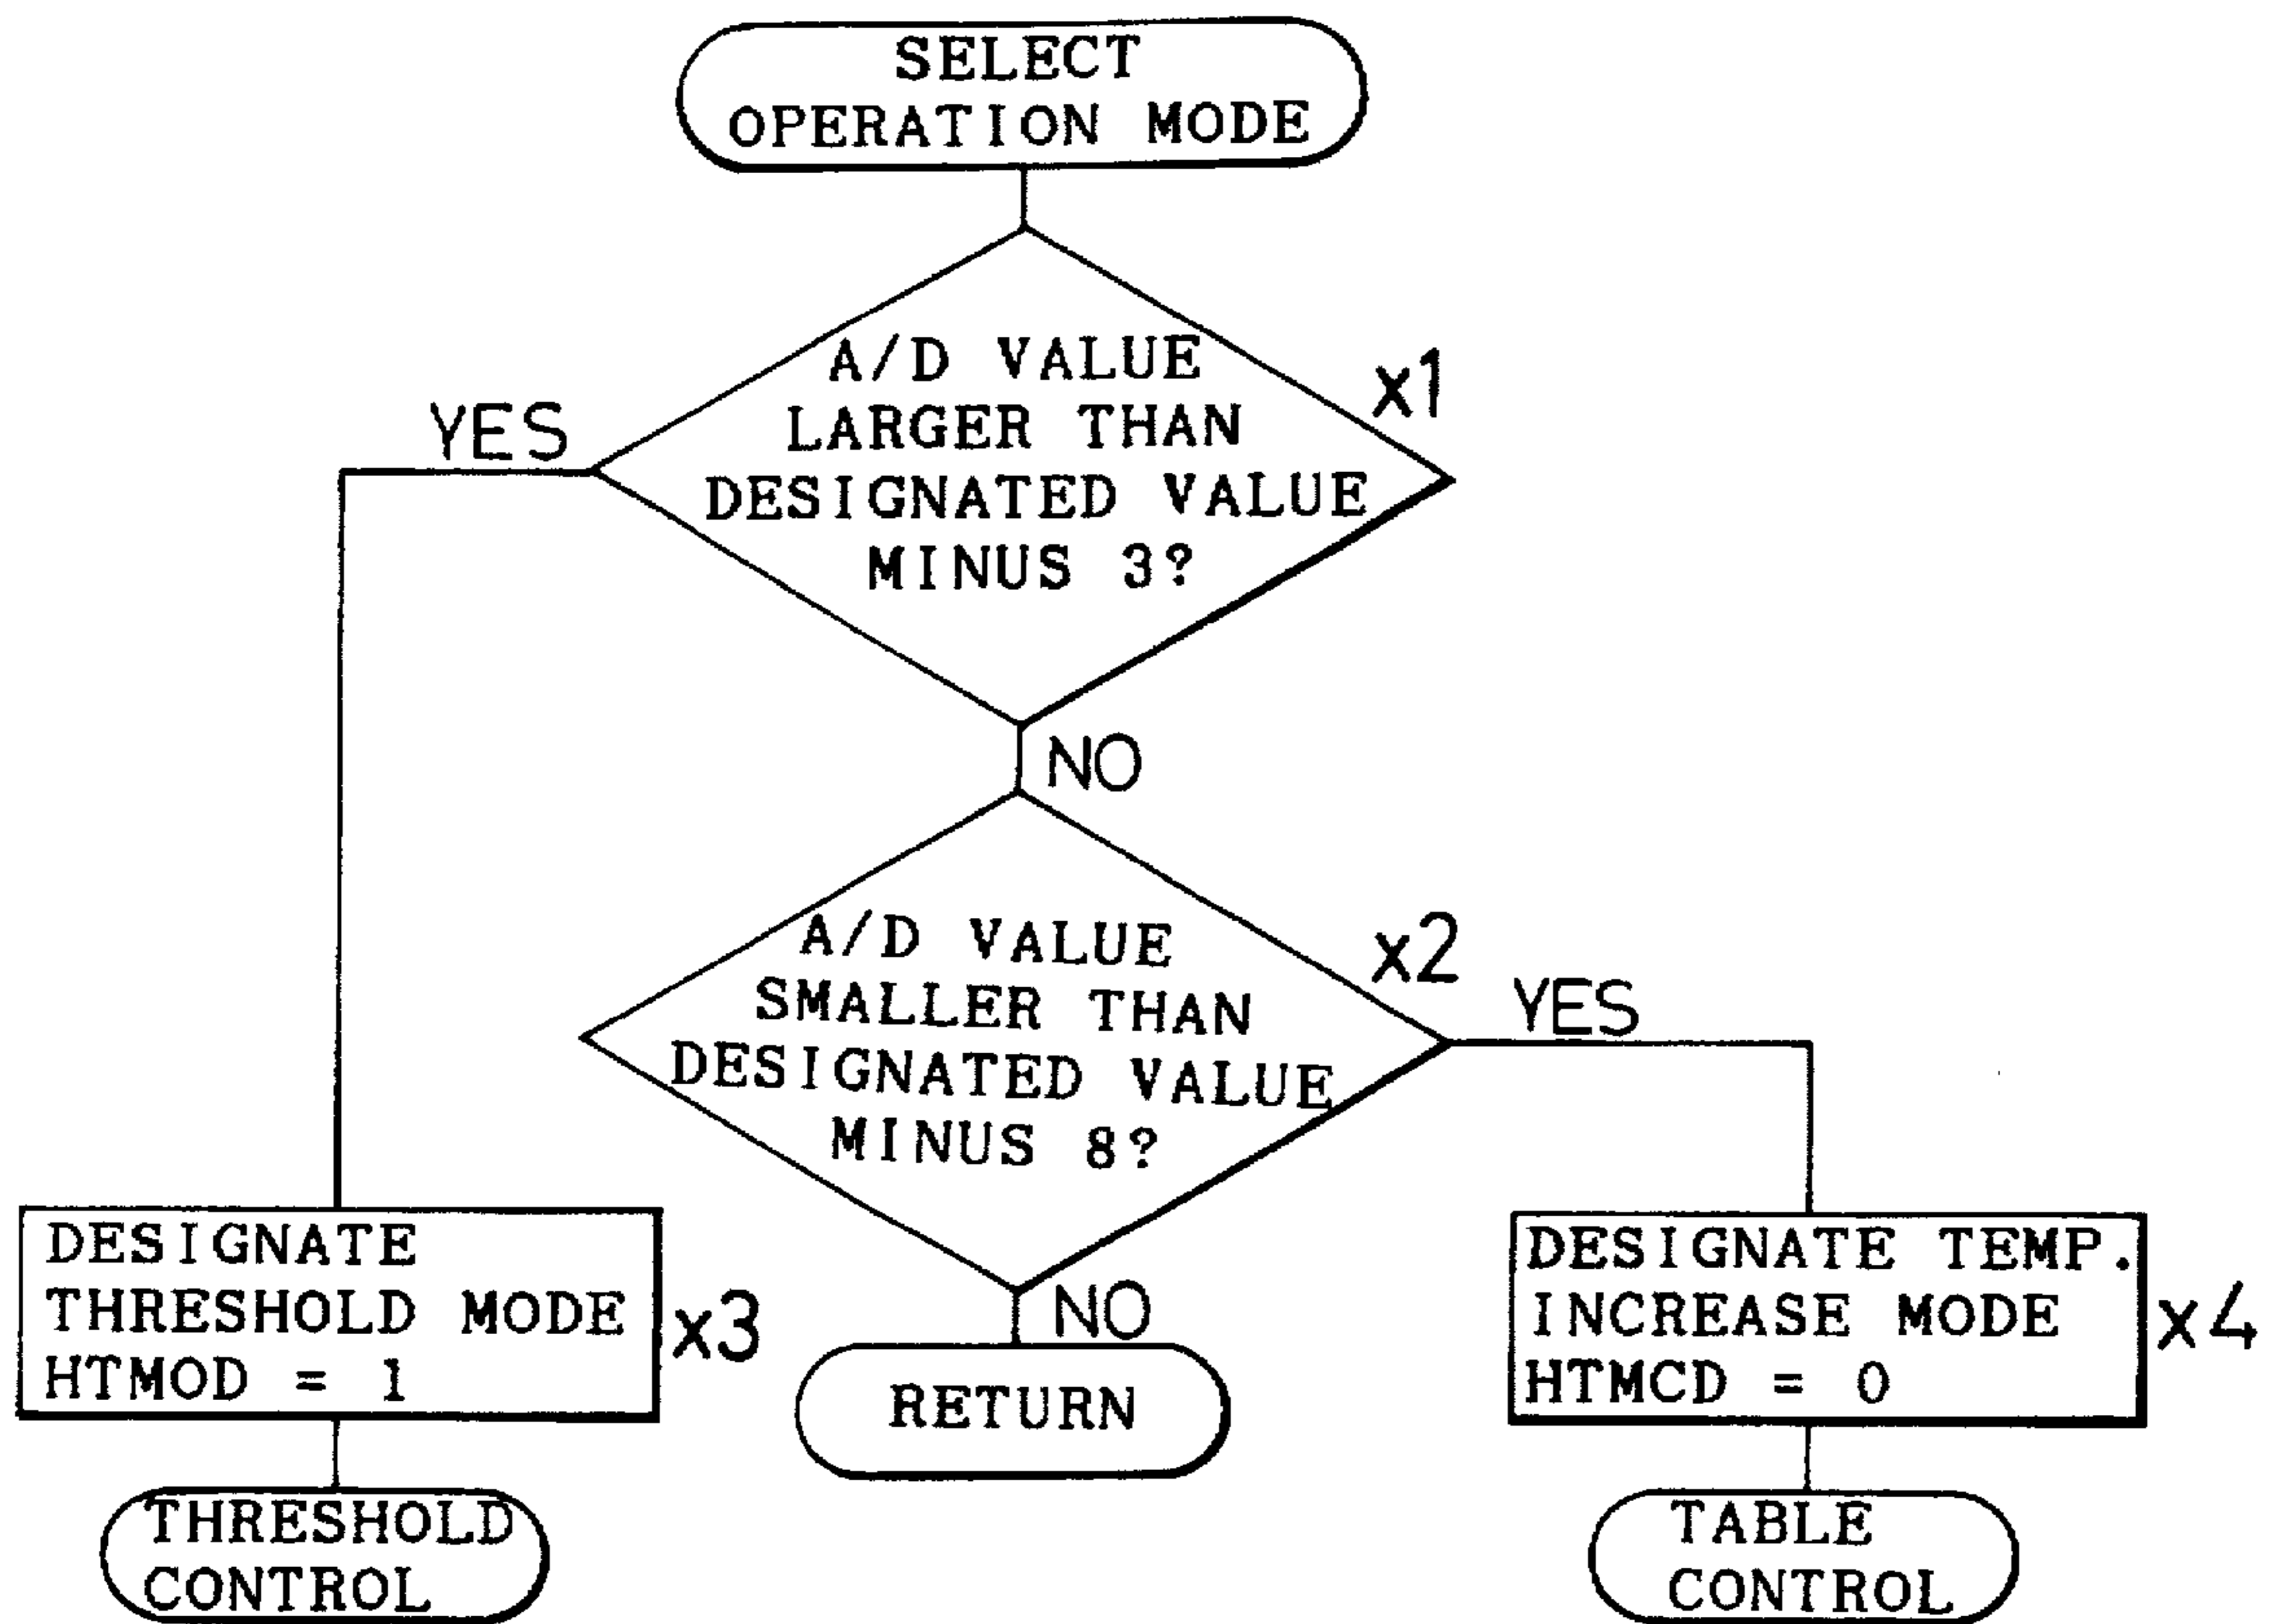 SELECT
OPERATION MODE
A/D VALUE
LARGER THAN
DESIGNATED VALUE
MINUS 3?
x1
YES
NO
A/D VALUE
SMALLER THAN
DESIGNATED VALUE
MINUS 8?
x2
YES
NO
DESIGNATE
THRESHOLD MODE
HTMOD = 1
x3
RETURN
DESIGNATE TEMP.
INCREASE MODE
HTMCD = 0
x4
THRESHOLD
CONTROL
TABLE
CONTROL